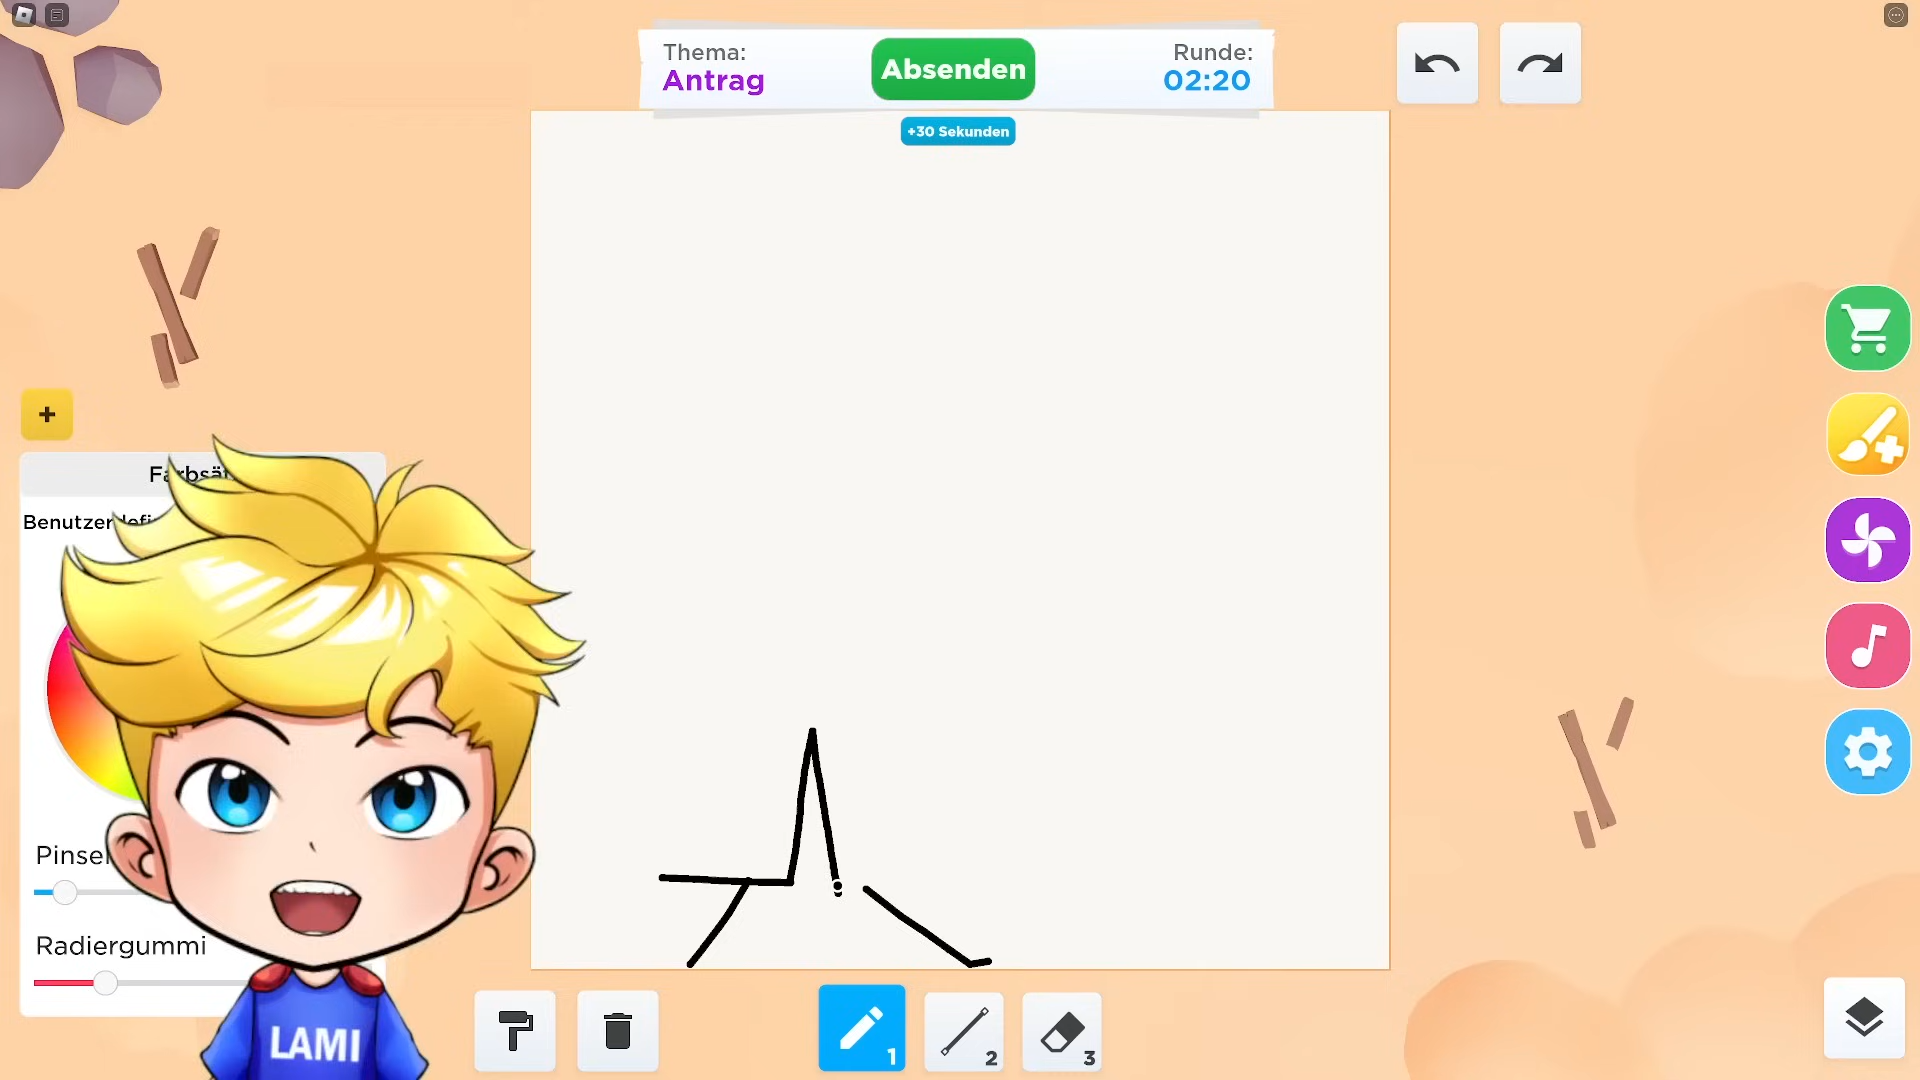 Thema:
Antrag
Absenden
Runde:
02:20
+30 Sekunden
+
Pinsel
Radiergummi
LAMI
1
2
3